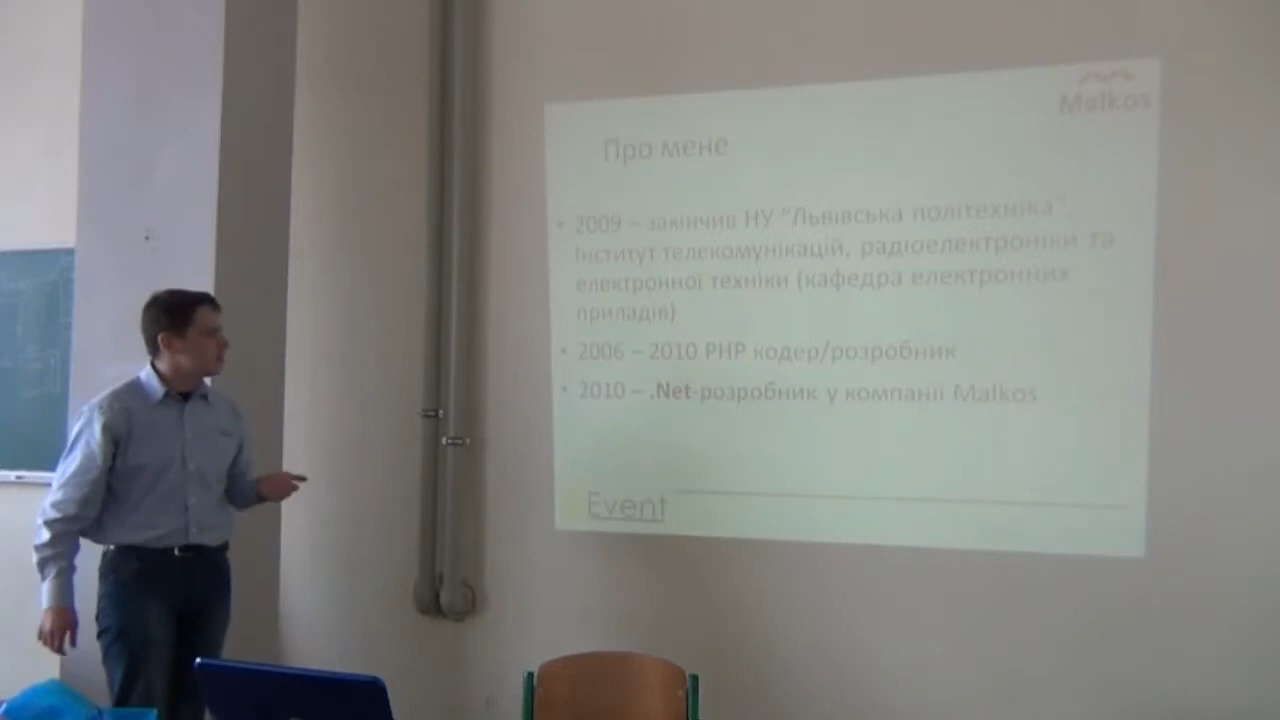 Malkos
Про мене
• 2009 – закінчив НУ "Львівська політехніка",
Інститут телекомунікацій, радіоелектроніки та
електронної техніки (кафедра електронних
приладів)
• 2006 – 2010 PHP кодер/розробник
• 2010 – .Net-розробник у компанії Malkos
Event